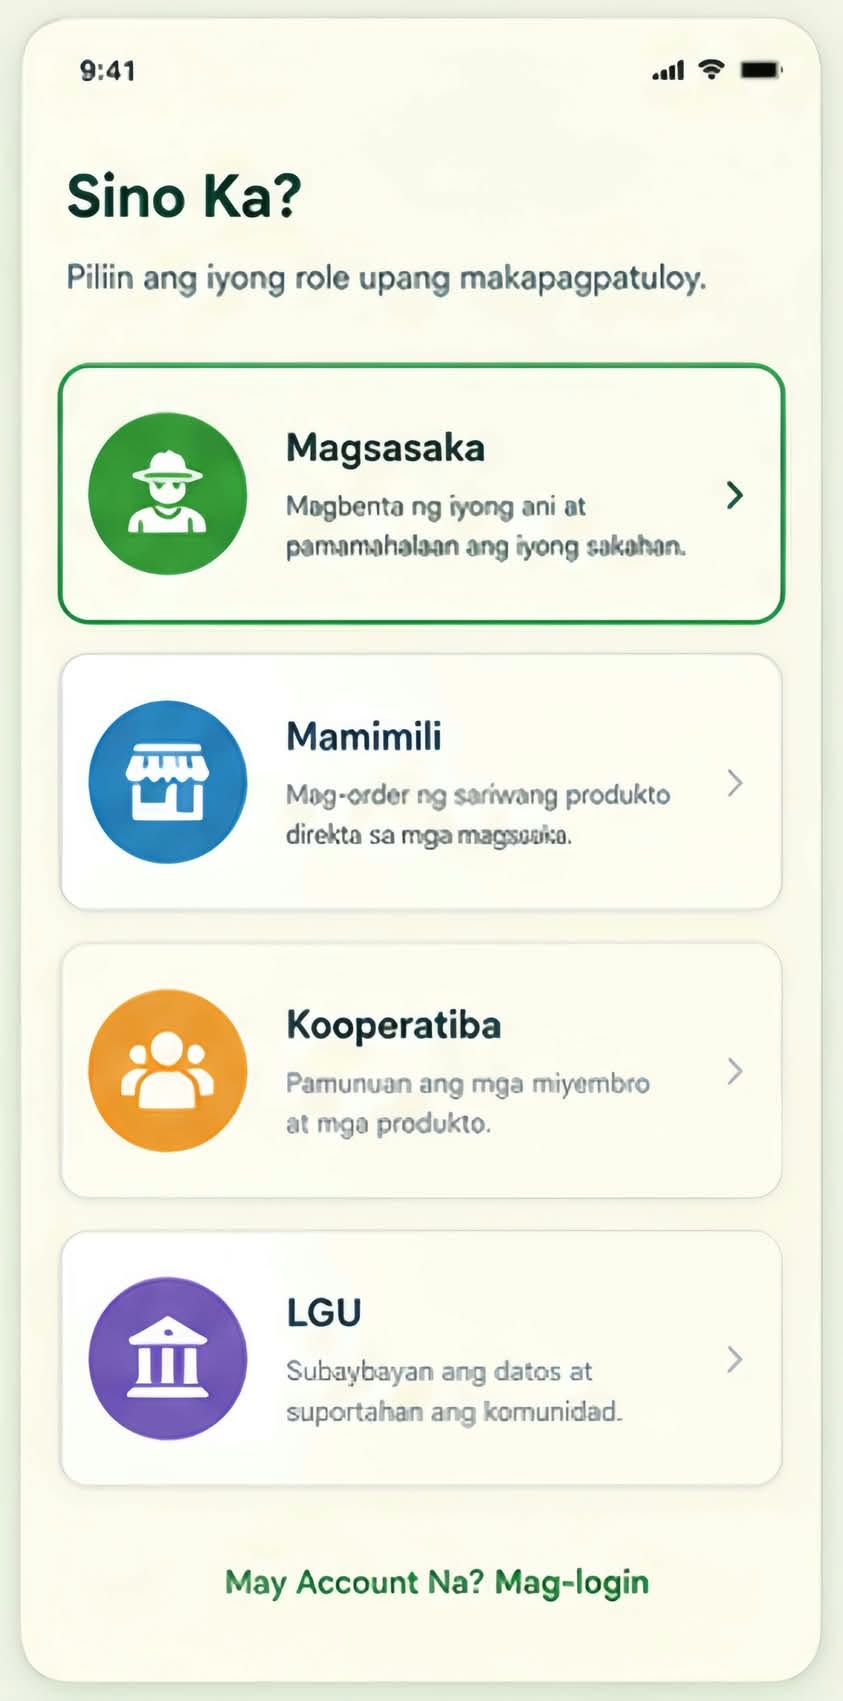 9:41
Sino Ka?
Piliin ang iyong role upang makapagpatuloy.
Magsasaka
Magbenta ng iyong ani at
pamamahalaan ang iyong sakahan.
Mamimili
Mag-order ng sariwang produkto
direkta sa mga
Kooperatiba
Pamunuan ang mga miyembro
at mga produkto.
LGU
Subaybayan ang datos at
suportahan ang komunidad.
May Account Na? Mag-login